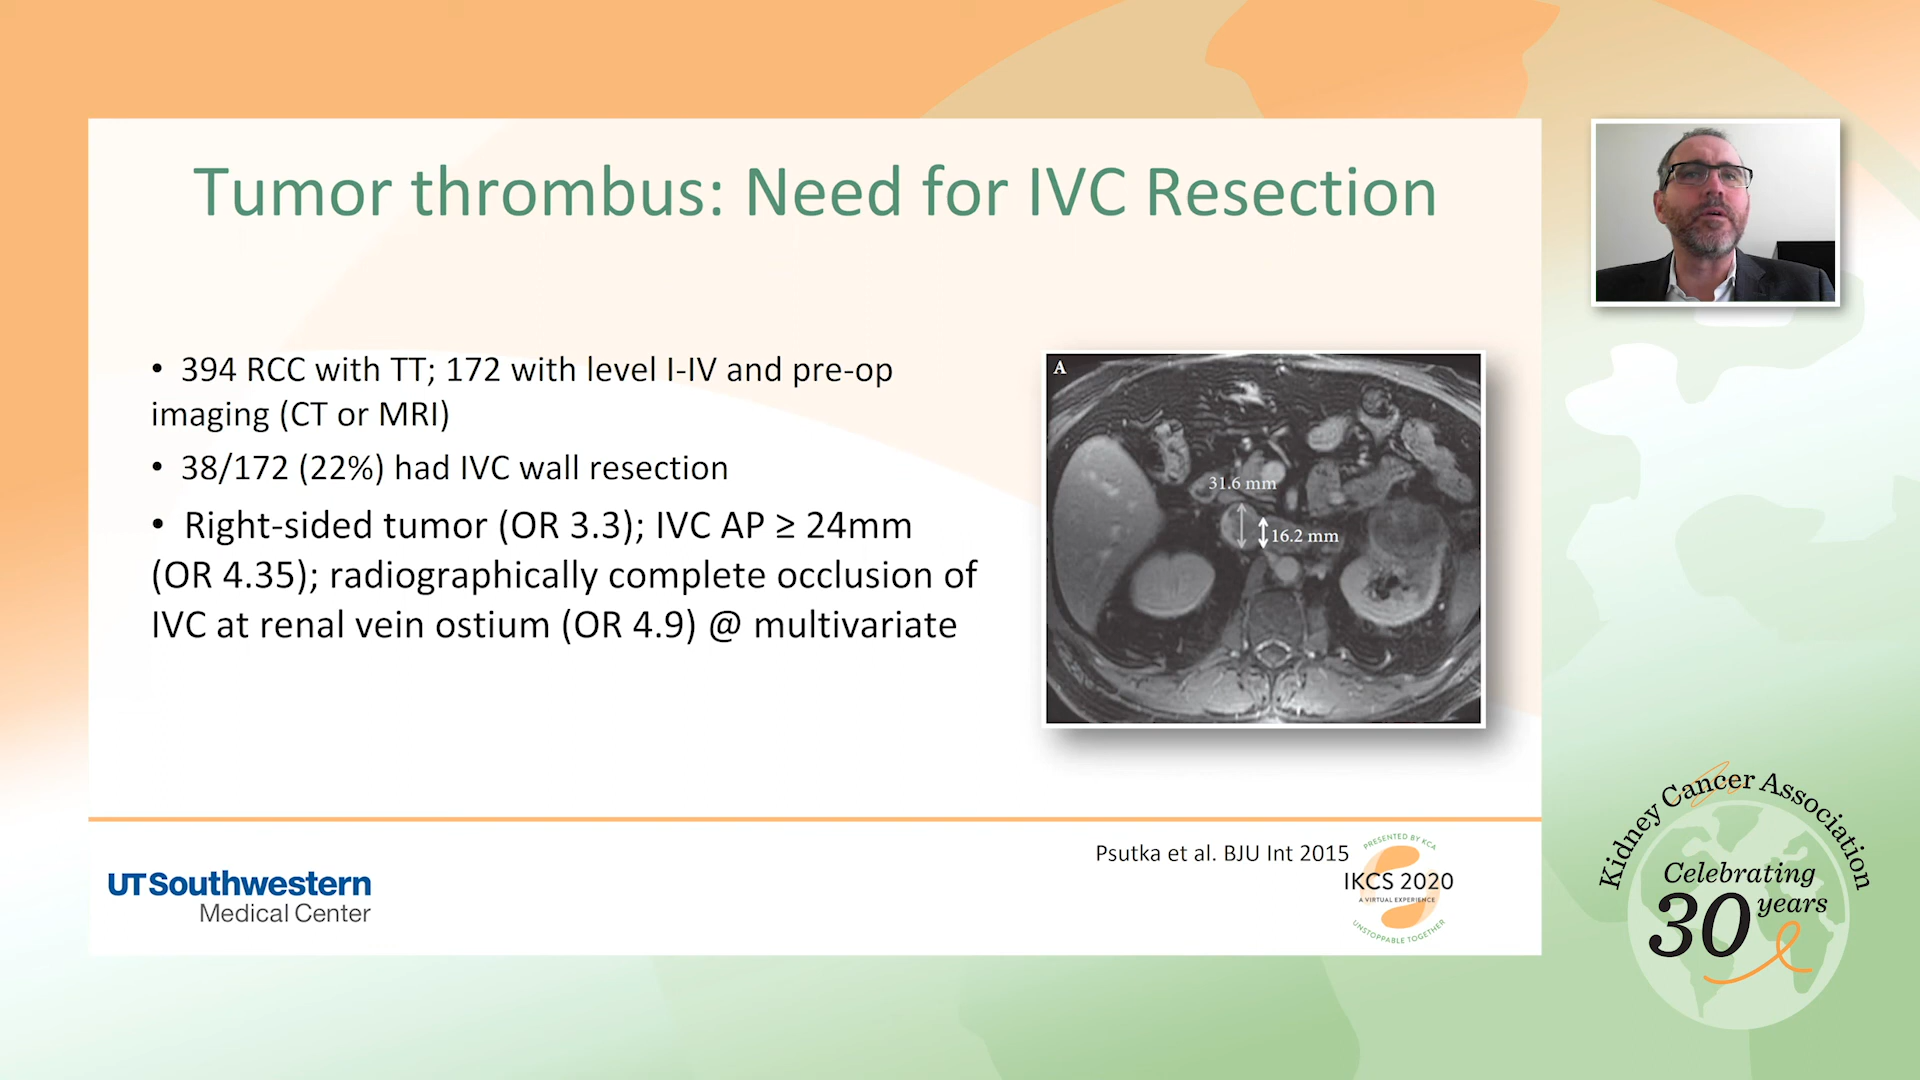 Tumor thrombus: Need for IVC Resection
• 394 RCC with TT; 172 with level I-IV and pre-op
imaging (CT or MRI)
• 38/172 (22%) had IVC wall resection
• Right-sided tumor (OR 3.3); IVC AP ≥ 24mm
(OR 4.35); radiographically complete occlusion of
IVC at renal vein ostium (OR 4.9) @ multivariate
A
31.6 mm
16.2 mm
Psutka et al. BJU Int 2015
UTSouthwestern
Medical Center
PRESENTED BY KCA
IKCS 2020
A VIRTUAL EXPERIENCE
UNSTOPPABLE TOGETHER
Kidney Cancer Association
Celebrating
30 years